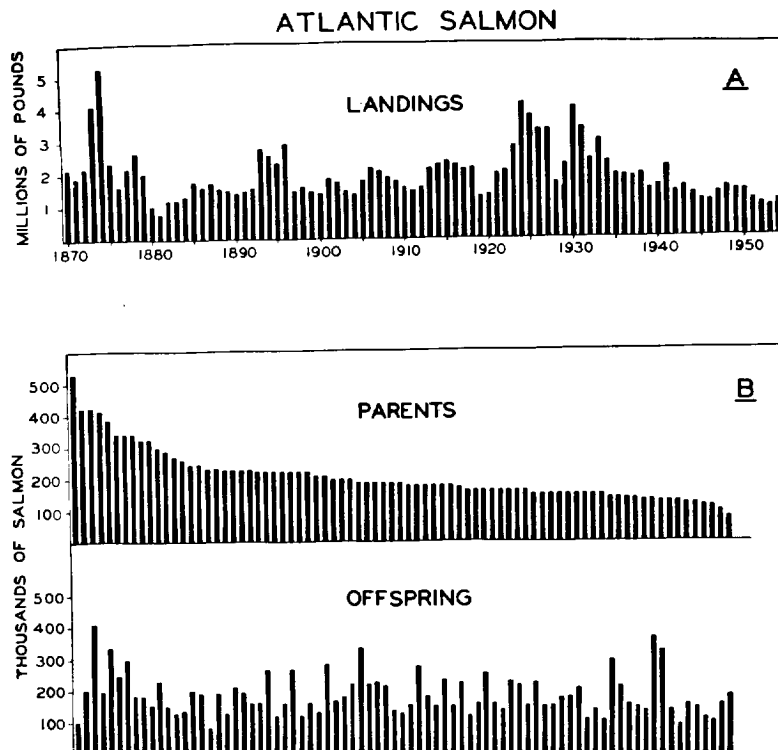 ATLANTIC SALMON
MILLIONS OF POUNDS
5
4
3
2
1
LANDINGS
A
1870 1880 1890 1900 1910 1920 1930 1940 1950
THOUSANDS OF SALMON
500
400
300
200
100
PARENTS
B
500
400
300
200
100
OFFSPRING